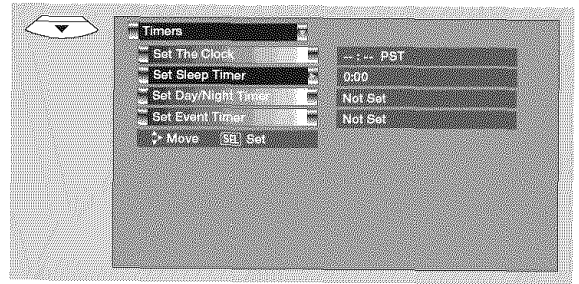 Timers
Set The Clock -- : -- PST
Set Sleep Timer 0:00
Set Day/Night Timer Not Set
Set Event Timer Not Set
Move SEL Set